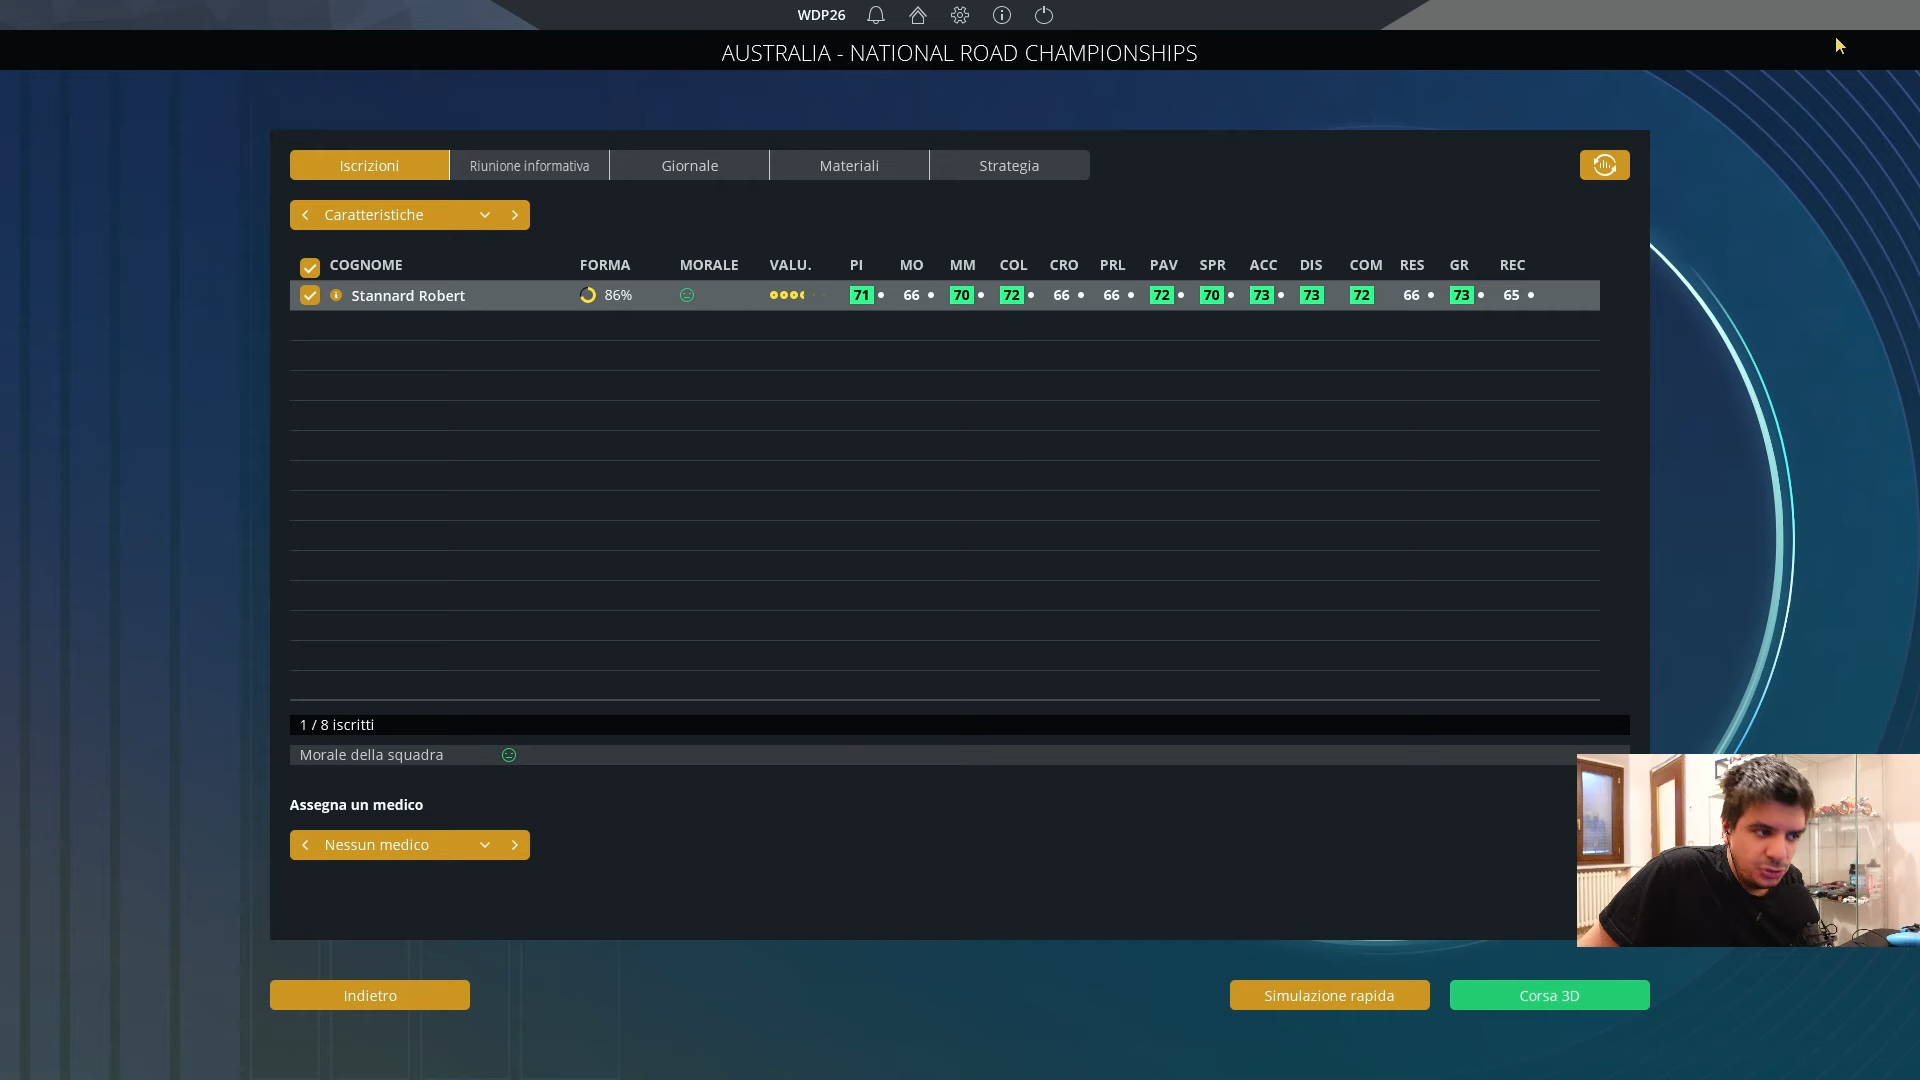 WDP26
AUSTRALIA - NATIONAL ROAD CHAMPIONSHIPS
Iscrizioni Riunione informativa Giornale Materiali Strategia
Caratteristiche
COGNOME FORMA MORALE VALU. PI MO MM COL CRO PRL PAV SPR ACC DIS COM RES GR REC
Stannard Robert 86% 71 66 70 72 66 66 72 70 73 73 72 66 73 65
1 / 8 iscritti
Morale della squadra
Assegna un medico
Nessun medico
Indietro Simulazione rapida Corsa 3D